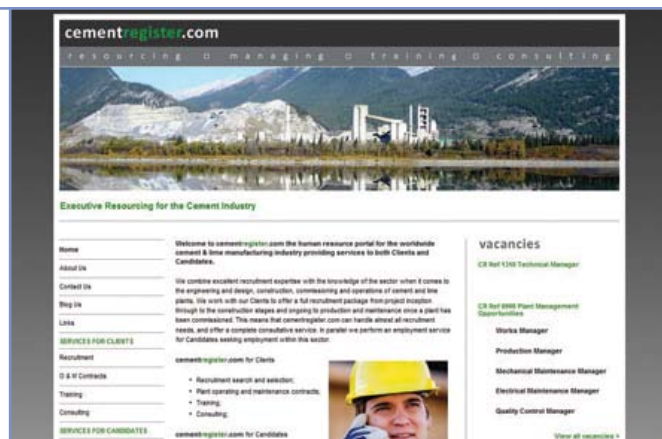 cementregister.com
resourcing □ managing □ training □ consulting
Executive Resourcing for the Cement Industry
Home
About Us
Contact Us
Blog Us
Links
SERVICES FOR CLIENTS
Recruitment
O & M Contracts
Training
Consulting
SERVICES FOR CANDIDATES
Welcome to cementregister.com the human resource portal for the worldwide
cement & lime manufacturing industry providing services to both Clients and
Candidates.
We combine excellent recruitment expertise with the knowledge of the sector when it comes to
the engineering and design, construction, commissioning and operations of cement and lime
plants. We work with our Clients to offer a full recruitment package from project inception
through to the construction stages and ongoing to production and maintenance once a plant has
been commissioned. This means that cementregister.com can handle almost all recruitment
needs, and offer a complete consultative service. In parallel we perform an employment service
for Candidates seeking employment within this sector.
cementregister.com for Clients
• Recruitment search and selection;
• Plant operating and maintenance contracts;
• Training;
• Consulting;
cementregister.com for Candidates
vacancies
CR Ref Technical Manager
CR Ref Plant Management
Opportunities
Works Manager
Production Manager
Mechanical Maintenance Manager
Electrical Maintenance Manager
Quality Control Manager
View all vacancies >